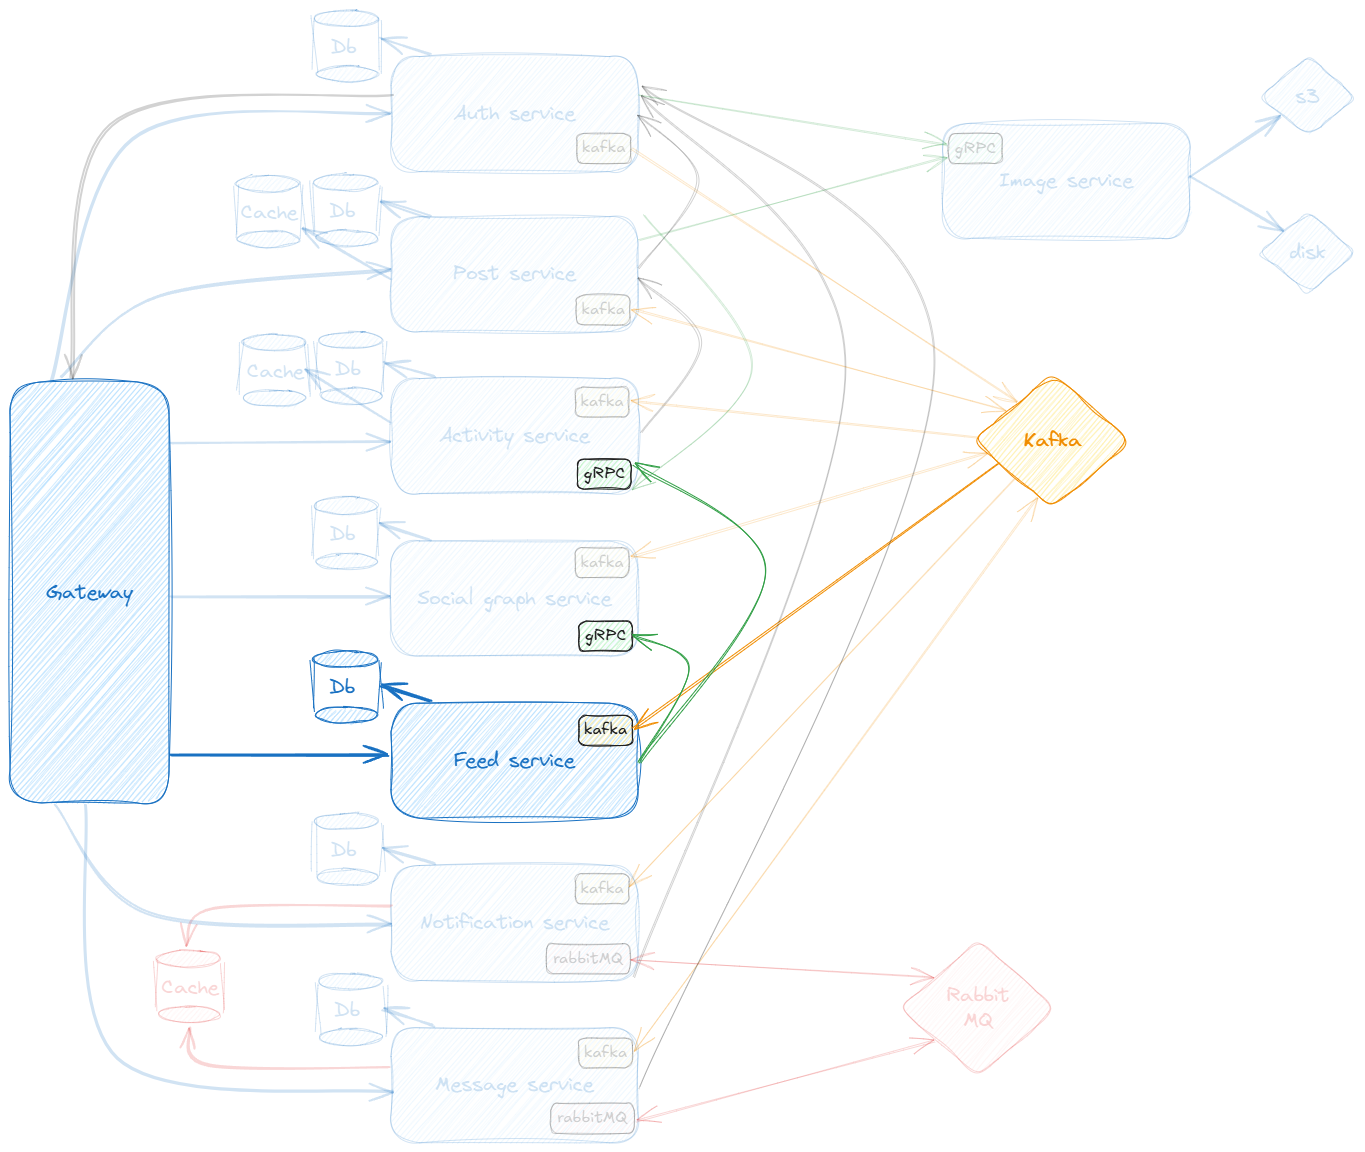 Db
Auth service
kafka
s3
gRPC
Image service
disk
Cache
Db
Post service
kafka
Cache
Db
Activity service
kafka
gRPC
Kafka
Db
Social graph service
kafka
gRPC
Gateway
Db
Feed service
kafka
Db
Notification service
kafka
rabbitMQ
Cache
Rabbit
MQ
Db
Message service
kafka
rabbitMQ